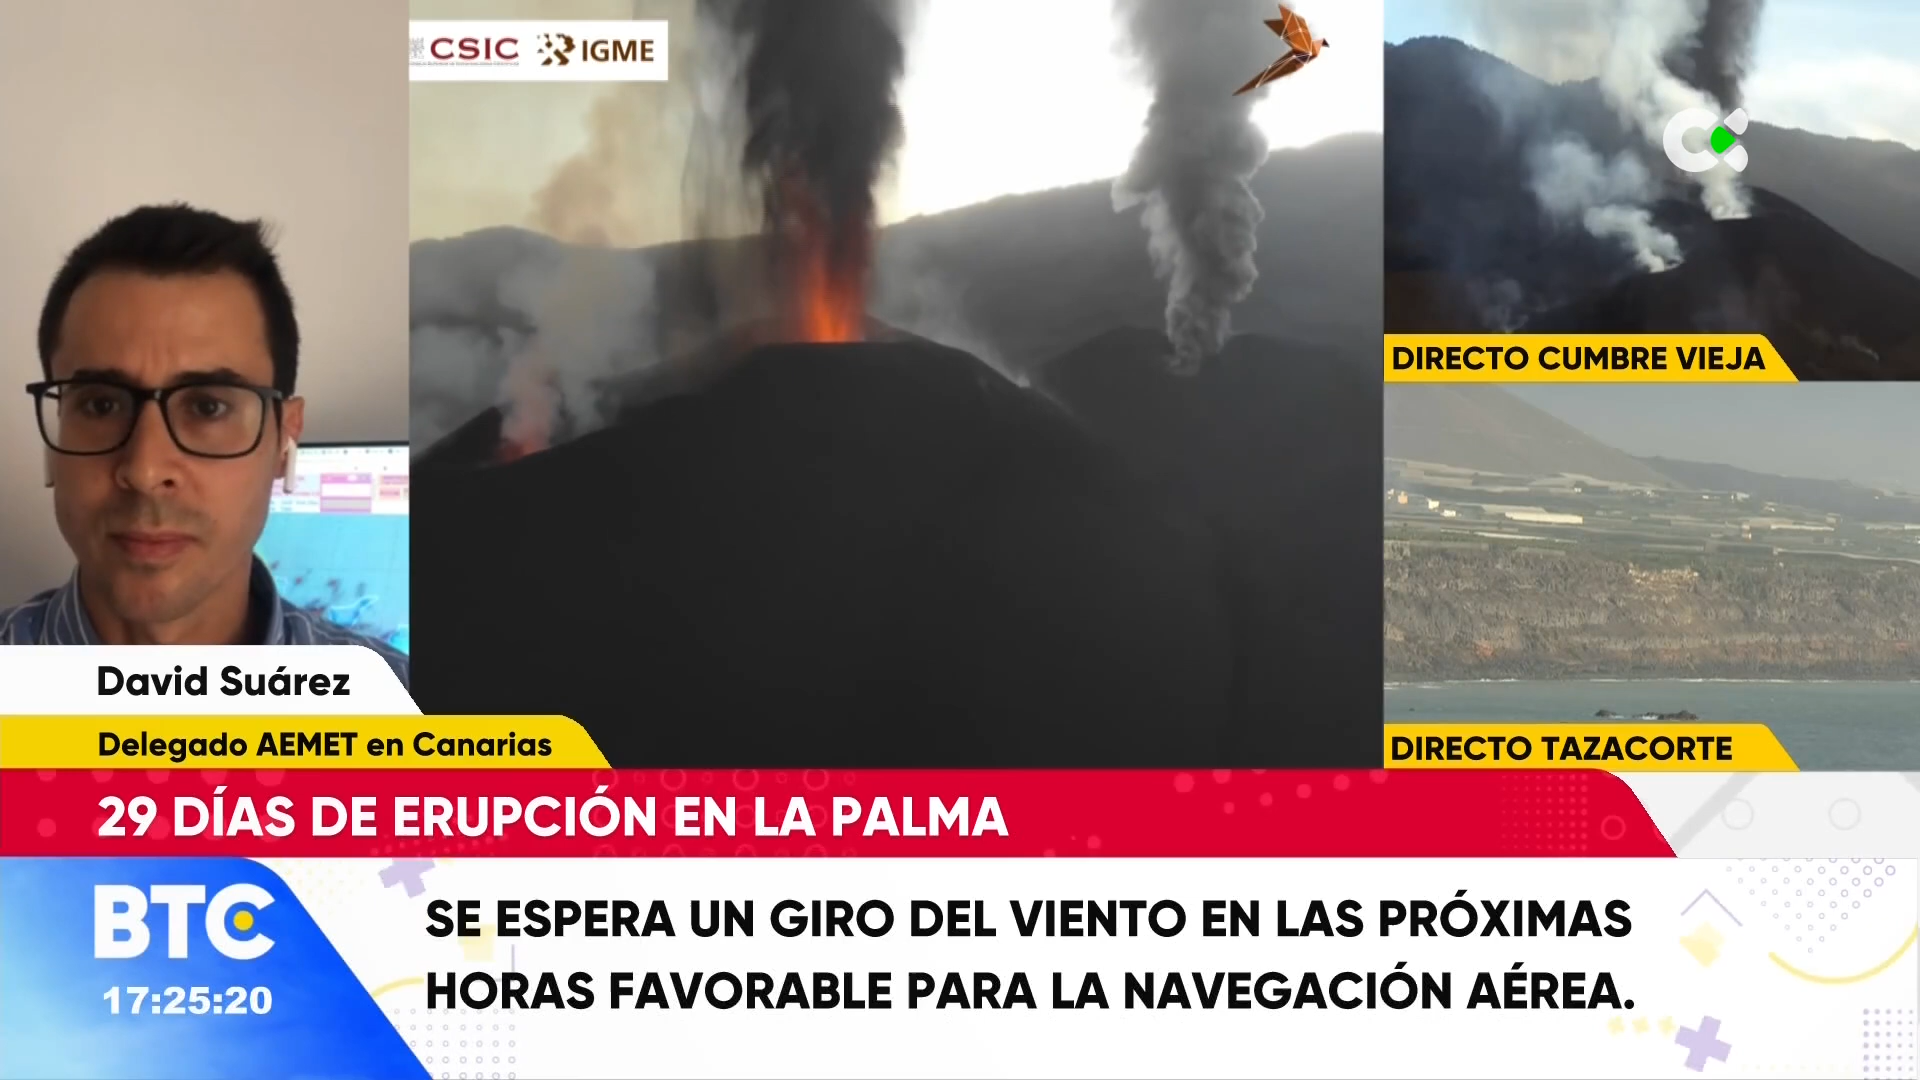 CSIC
IGME
DIRECTO CUMBRE VIEJA
DIRECTO TAZACORTE
David Suárez
Delegado AEMET en Canarias
29 DÍAS DE ERUPCIÓN EN LA PALMA
BTC
17:25:20
SE ESPERA UN GIRO DEL VIENTO EN LAS PRÓXIMAS
HORAS FAVORABLE PARA LA NAVEGACIÓN AÉREA.